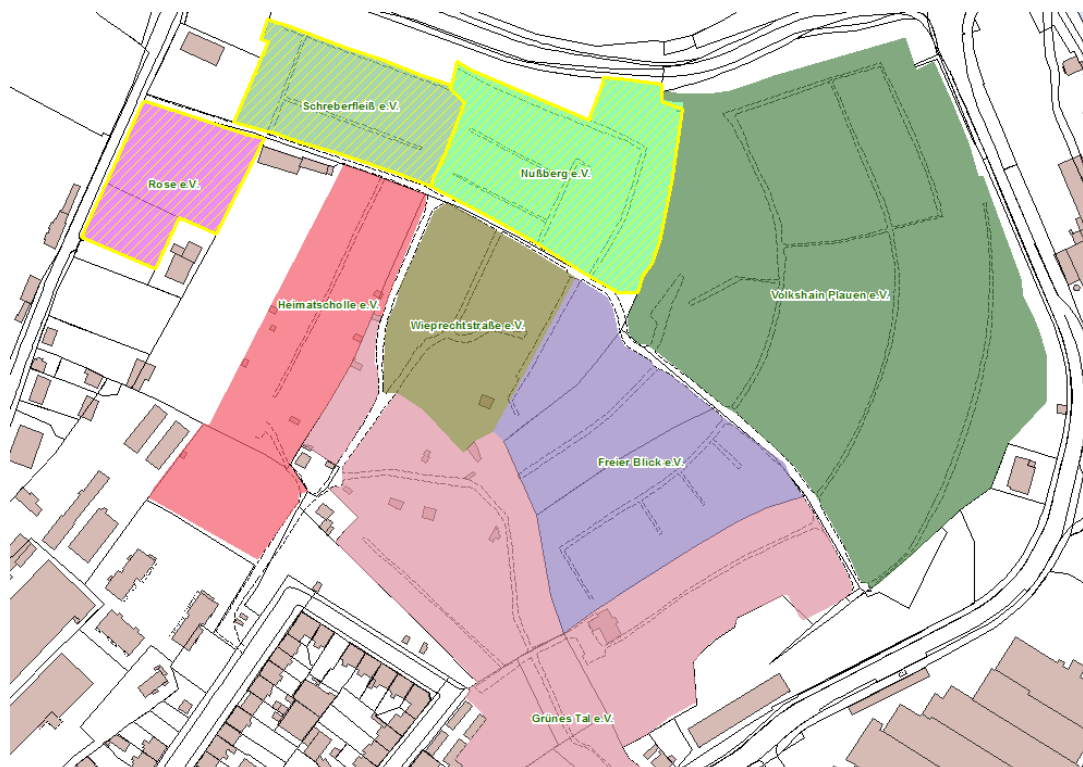 Schreberfleiß e.V.
Nußberg e.V.
Rose e.V.
Heimatscholle e.V.
Volkshain Plauen e.V.
Wieprechtstraße e.V.
Freier Blick e.V.
Grünes Tal e.V.